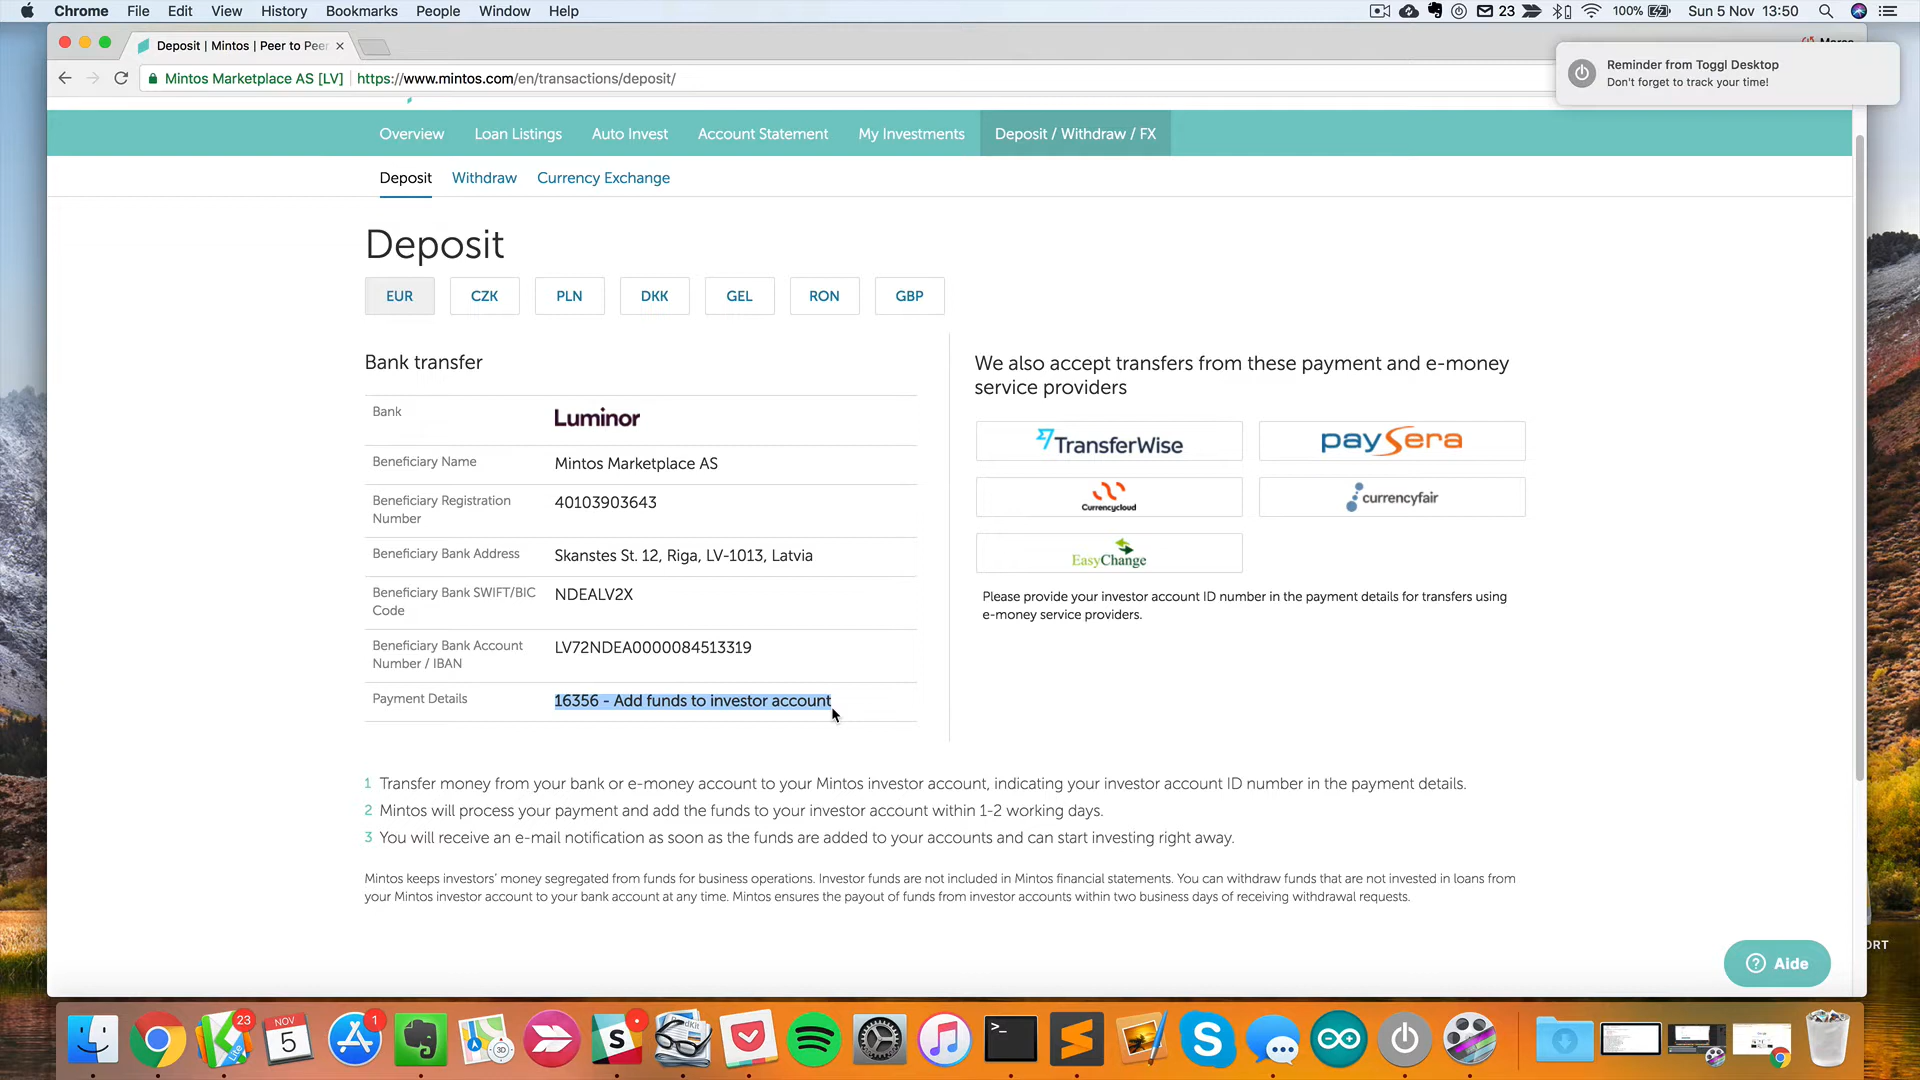 Chrome File Edit View History Bookmarks People Window Help 23 100% Sun 5 Nov 13:50
Deposit | Mintos | Peer to Peer
Reminder from Toggl Desktop
Don't forget to track your time!
Mintos Marketplace AS [LV] https://www.mintos.com/en/transactions/deposit/
Overview Loan Listings Auto Invest Account Statement My Investments Deposit / Withdraw / FX
Deposit Withdraw Currency Exchange
Deposit
EUR CZK PLN DKK GEL RON GBP
Bank transfer
Bank Luminor
Beneficiary Name Mintos Marketplace AS
Beneficiary Registration
Number
40103903643
Beneficiary Bank Address Skanstes St. 12, Riga, LV-1013, Latvia
Beneficiary Bank SWIFT/BIC
Code
NDEALV2X
Beneficiary Bank Account
Number / IBAN
LV72NDEA0000084513319
Payment Details 16356 - Add funds to investor account
We also accept transfers from these payment and e-money
service providers
TransferWise paysera
Currencycloud currencyfair
EasyChange
Please provide your investor account ID number in the payment details for transfers using
e-money service providers.
1 Transfer money from your bank or e-money account to your Mintos investor account, indicating your investor account ID number in the payment details.
2 Mintos will process your payment and add the funds to your investor account within 1-2 working days.
3 You will receive an e-mail notification as soon as the funds are added to your accounts and can start investing right away.
Mintos keeps investors' money segregated from funds for business operations. Investor funds are not included in Mintos financial statements. You can withdraw funds that are not invested in loans from
your Mintos investor account to your bank account at any time. Mintos ensures the payout of funds from investor accounts within two business days of receiving withdrawal requests.
ORT
Aide
23
Lite
NOV
5
1
3D